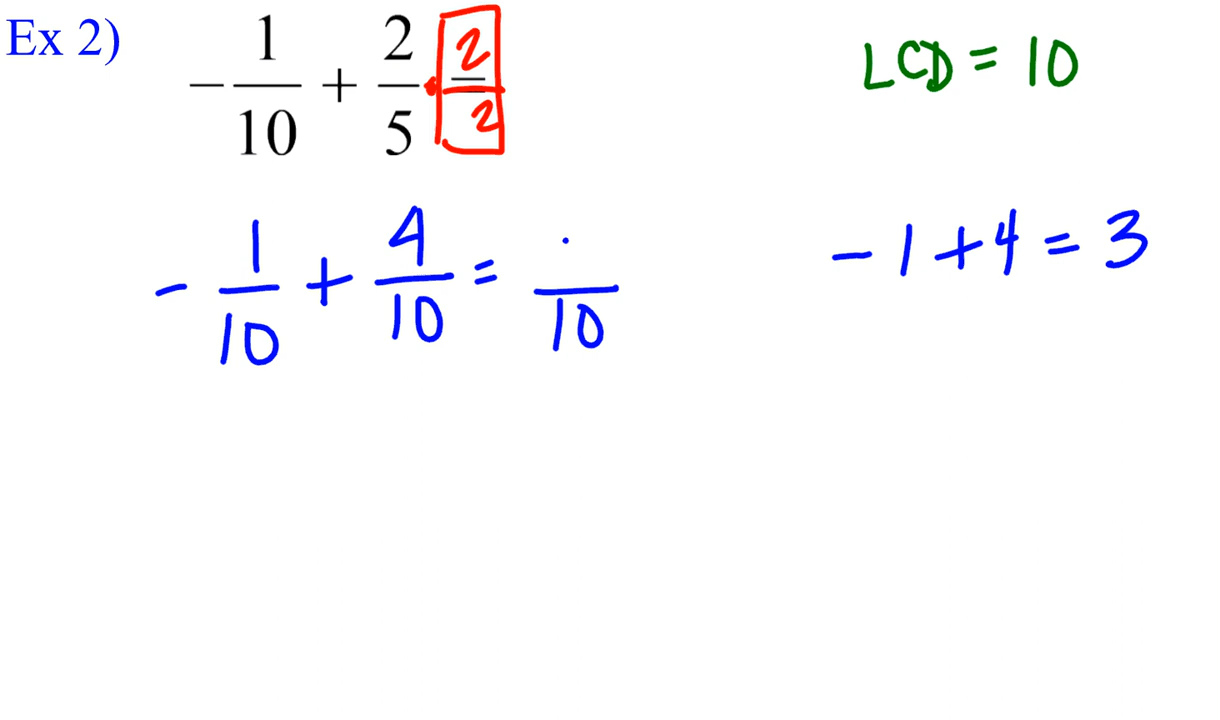 Ex 2) -1/10 + 2/5 · 2/2
LCD = 10
-1/10 + 4/10 = /10
-1+4=3